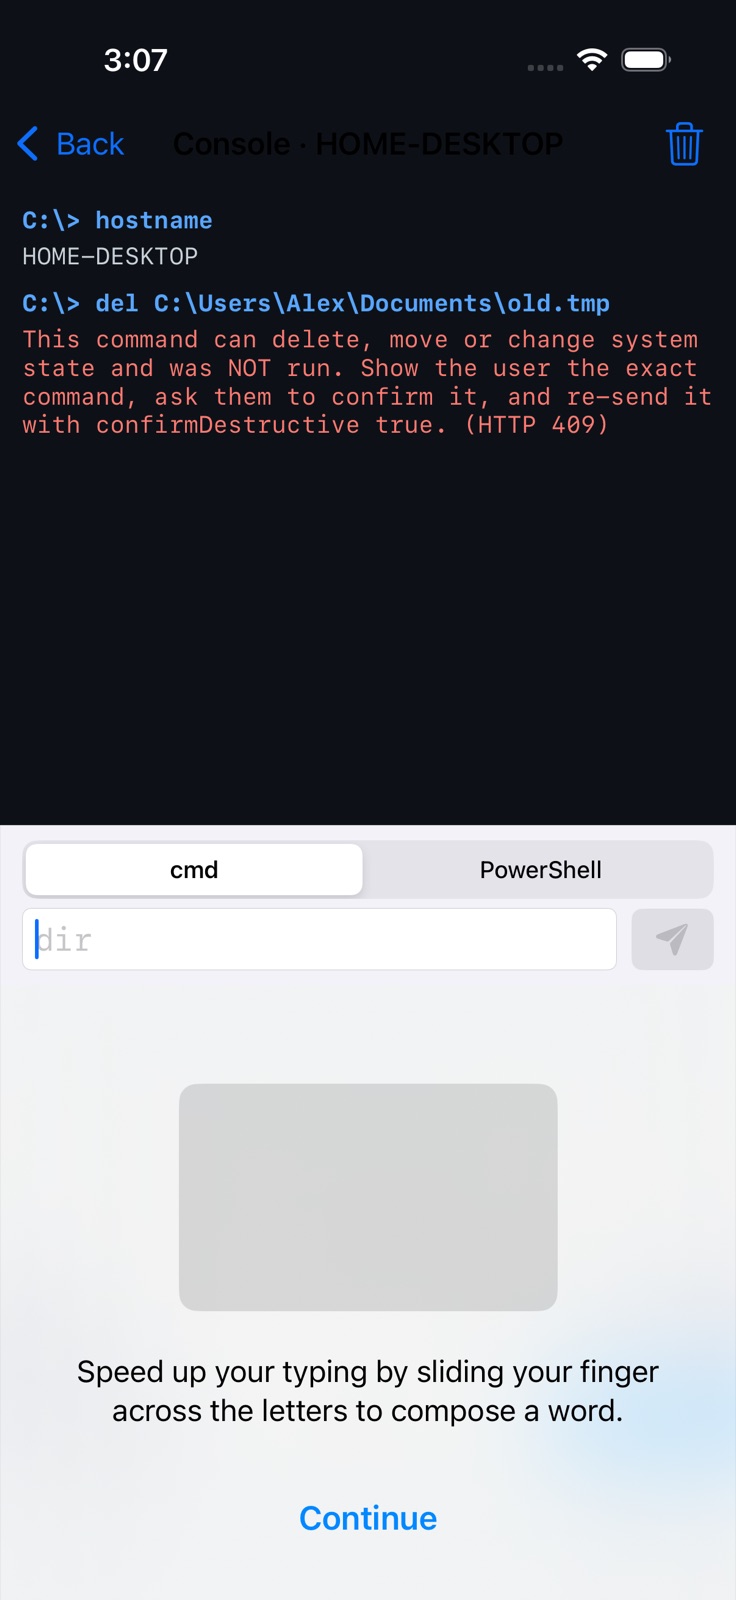 3:07
Back
Console · HOME-DESKTOP
C:\> hostname
HOME-DESKTOP
C:\> del C:\Users\Alex\Documents\old.tmp
This command can delete, move or change system
state and was NOT run. Show the user the exact
command, ask them to confirm it, and re-send it
with confirmDestructive true. (HTTP 409)
cmd
PowerShell
dir
Speed up your typing by sliding your finger
across the letters to compose a word.
Continue